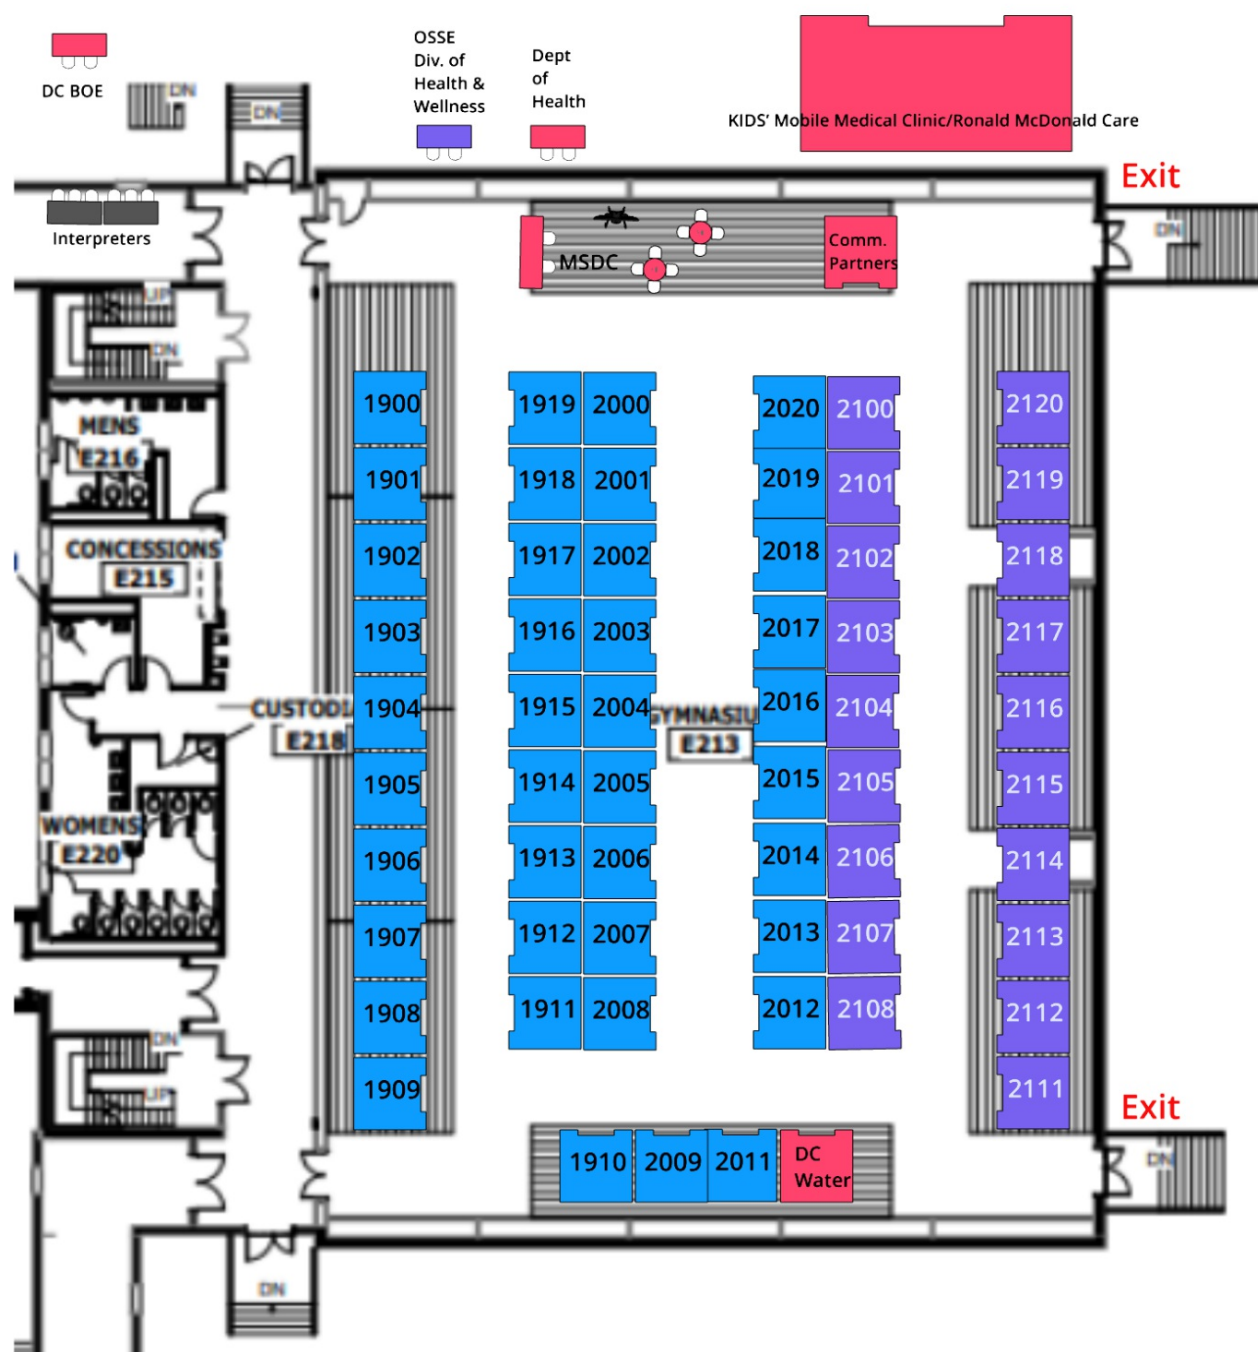 DC BOE
OSSE
Div. of
Health &
Wellness
Dept
of
Health
KIDS' Mobile Medical Clinic/Ronald McDonald Care
Exit
DN
DN
DN
Interpreters
MSDC
Comm.
Partners
UP
DN
MENS
E216
CONCESSIONS
E215
CUSTODI
E218
WOMENS
E220
GYMNASIU
E213
1900
1901
1902
1903
1904
1905
1906
1907
1908
1909
1919
1918
1917
1916
1915
1914
1913
1912
1911
2000
2001
2002
2003
2004
2005
2006
2007
2008
2020
2019
2018
2017
2016
2015
2014
2013
2012
2100
2101
2102
2103
2104
2105
2106
2107
2108
2120
2119
2118
2117
2116
2115
2114
2113
2112
2111
DN
UP
Exit
DN
1910
2009
2011
DC
Water
DN